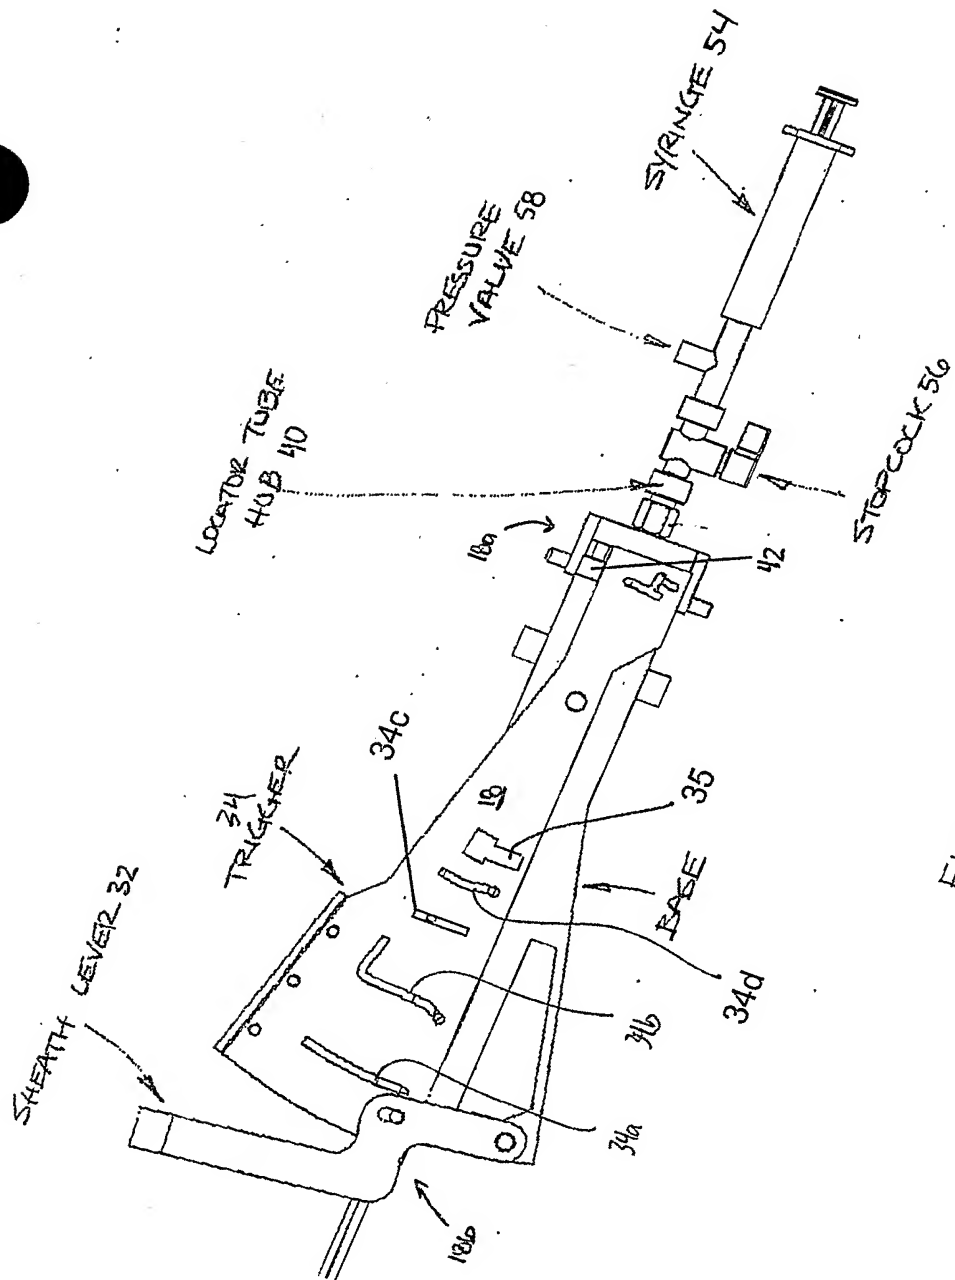 SYRINGE 54
PRESSURE
VALVE 58
LOCATOR TUBE
HUB 40
STOPCOCK 56
18a
42
34c
34
TRIGGER
18
35
SHEATH LEVER 32
BASE
34d
34b
34a
18b